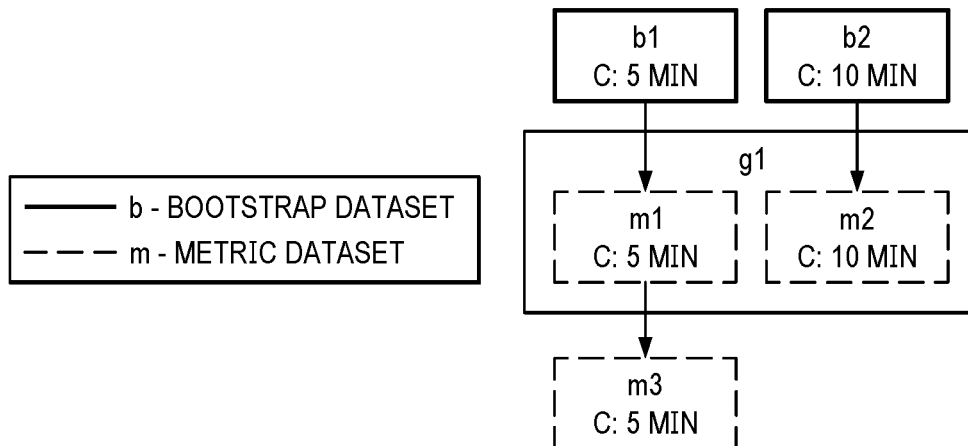 b1
C: 5 MIN
b2
C: 10 MIN
g1
b - BOOTSTRAP DATASET
m - METRIC DATASET
m1
C: 5 MIN
m2
C: 10 MIN
m3
C: 5 MIN